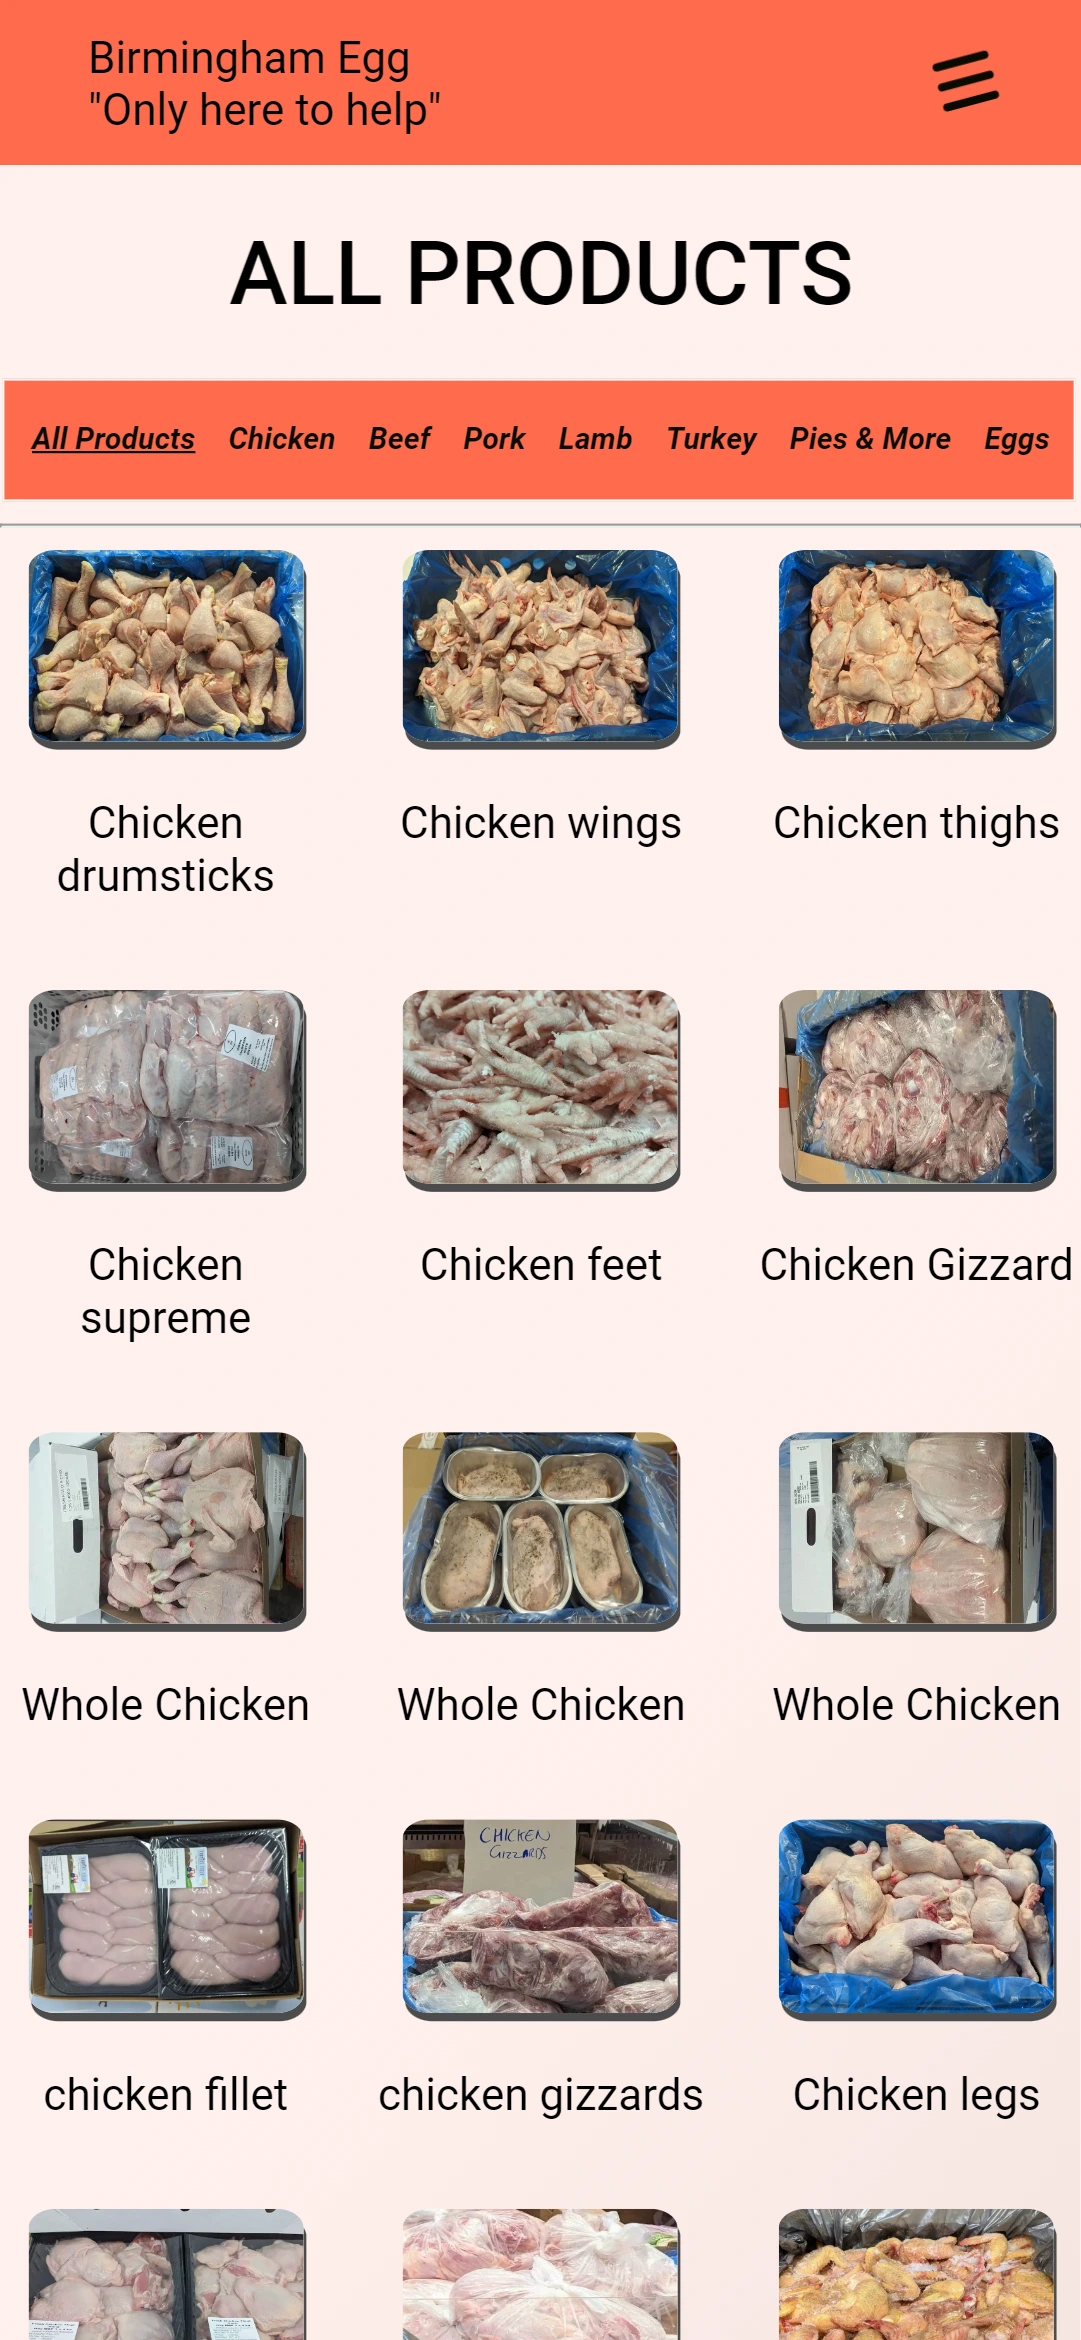 Birmingham Egg
"Only here to help"
ALL PRODUCTS
All Products Chicken Beef Pork Lamb Turkey Pies & More Eggs
Chicken drumsticks
Chicken wings
Chicken thighs
Chicken supreme
Chicken feet
Chicken Gizzard
Whole Chicken
Whole Chicken
Whole Chicken
CHICKEN
GIZZARDS
chicken fillet
chicken gizzards
Chicken legs